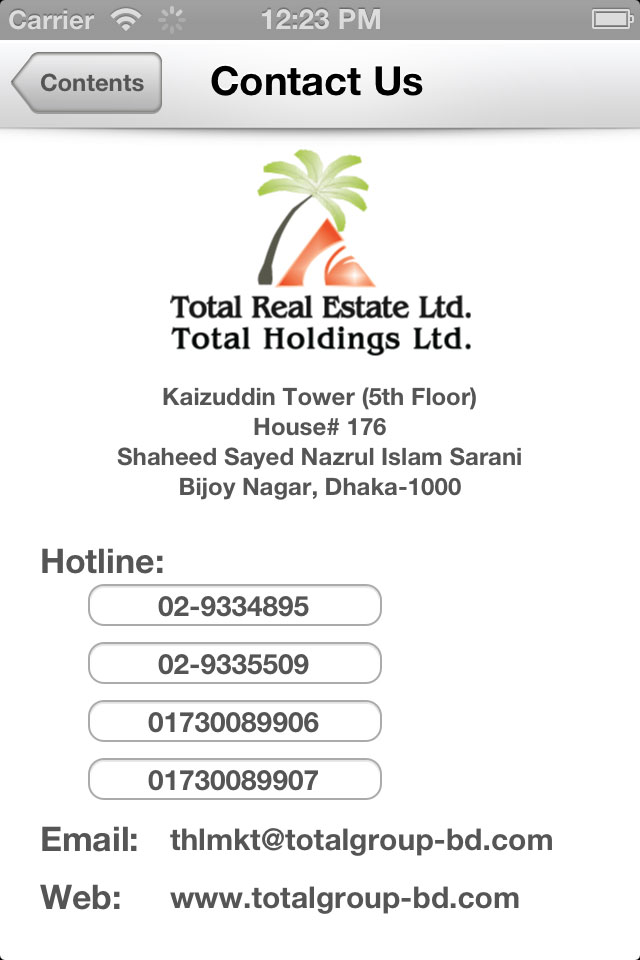 Carrier 12:23 PM
Contents Contact Us
Total Real Estate Ltd.
Total Holdings Ltd.
Kaizuddin Tower (5th Floor)
House# 176
Shaheed Sayed Nazrul Islam Sarani
Bijoy Nagar, Dhaka-1000
Hotline:
02-9334895
02-9335509
01730089906
01730089907
Email: thlmkt@totalgroup-bd.com
Web: www.totalgroup-bd.com